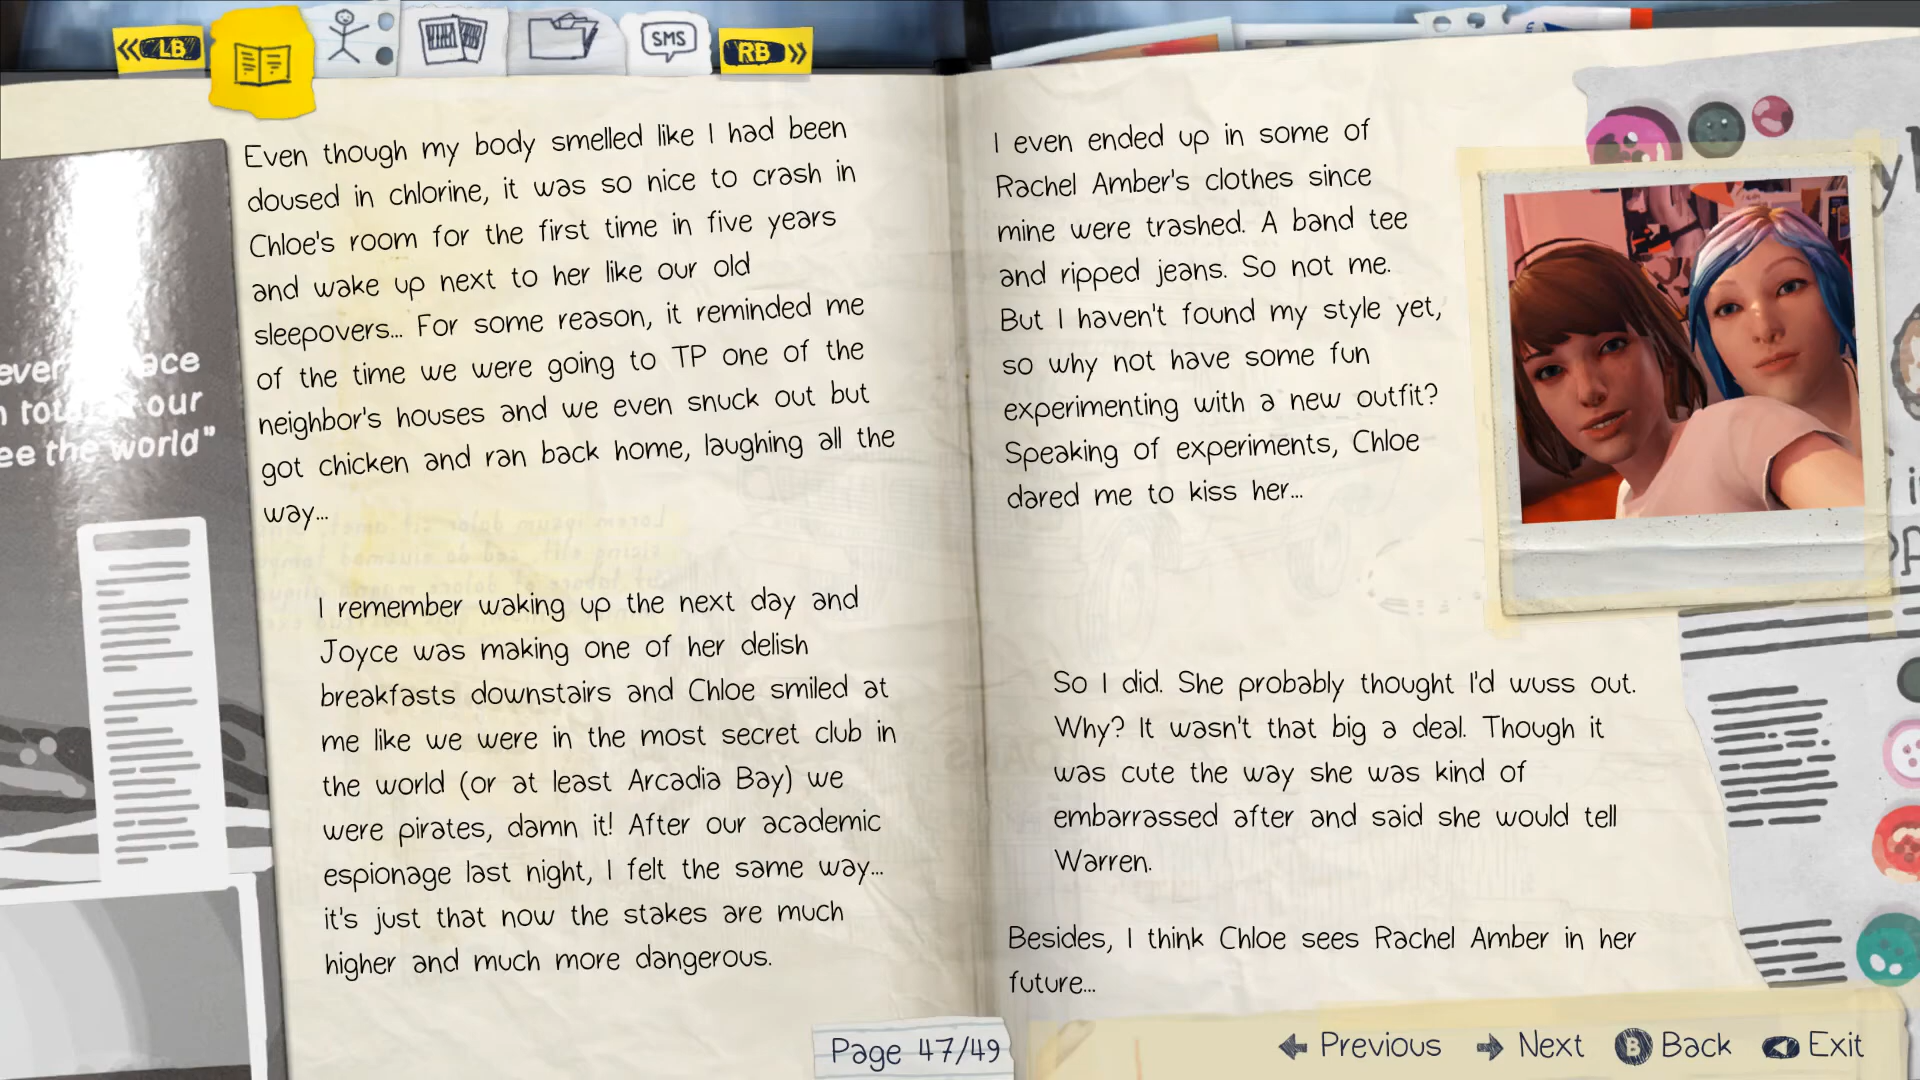 LB
SMS
RB
Even though my body smelled like I had been
doused in chlorine, it was so nice to crash in
Chloe's room for the first time in five years
and wake up next to her like our old
sleepovers... For some reason, it reminded me
of the time we were going to TP one of the
neighbor's houses and we even snuck out but
got chicken and ran back home, laughing all the
way...
I remember waking up the next day and
Joyce was making one of her delish
breakfasts downstairs and Chloe smiled at
me like we were in the most secret club in
the world (or at least Arcadia Bay) we
were pirates, damn it! After our academic
espionage last night, I felt the same way...
it's just that now the stakes are much
higher and much more dangerous.
I even ended up in some of
Rachel Amber's clothes since
mine were trashed. A band tee
and ripped jeans. So not me.
But I haven't found my style yet,
so why not have some fun
experimenting with a new outfit?
Speaking of experiments, Chloe
dared me to kiss her...
So I did. She probably thought I'd wuss out.
Why? It wasn't that big a deal. Though it
was cute the way she was kind of
embarrassed after and said she would tell
Warren.
Besides, I think Chloe sees Rachel Amber in her
future...
our
the world"
Page 47/49
Previous Next B Back Exit